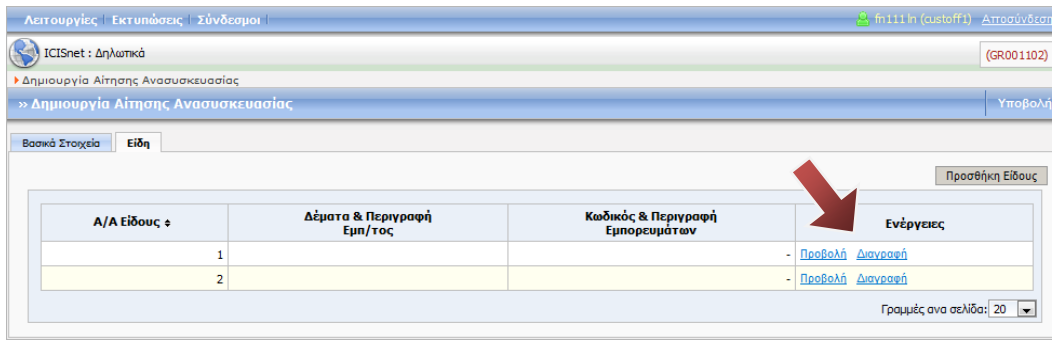 Λειτουργίες | Εκτυπώσεις | Σύνδεσμοι | fn111 ln (custoff1) Αποσύνδεση
ICISnet : Δηλωτικά (GR001102)
Δημιουργία Αίτησης Ανασυσκευασίας
» Δημιουργία Αίτησης Ανασυσκευασίας Υποβολή
Βασικά Στοιχεία Είδη
Προσθήκη Είδους
Α/Α Είδους Δέματα & Περιγραφή Εμπ/τος Κωδικός & Περιγραφή Εμπορευμάτων Ενέργειες
1 - Προβολή Διαγραφή
2 - Προβολή Διαγραφή
Γραμμές ανα σελίδα: 20